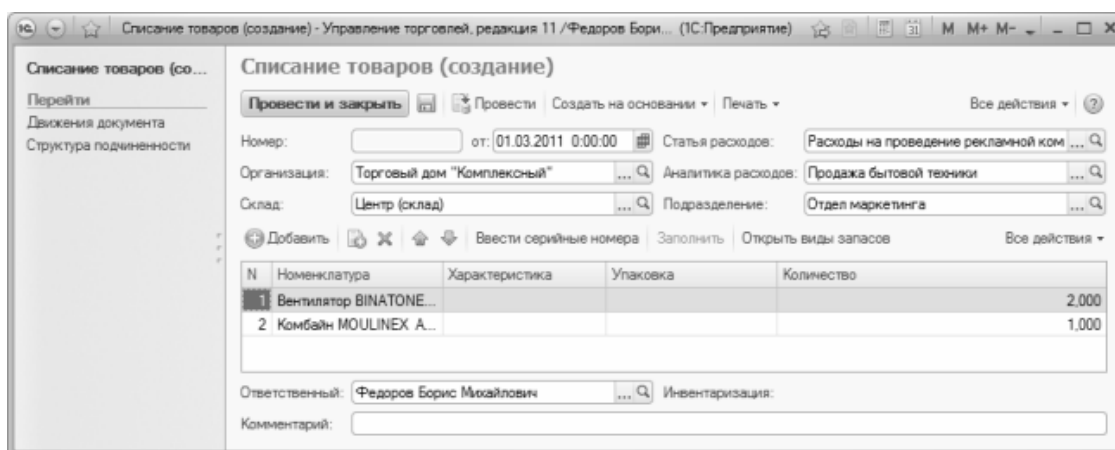 Списание товаров (создание) - Управление торговлей, редакция 11 /Федоров Бори... (1С:Предприятие) M M+ M-
Списание товаров (со...
Перейти
Движения документа
Структура подчиненности
Списание товаров (создание)
Провести и закрыть Провести Создать на основании Печать Все действия
Номер: от: 01.03.2011 0:00:00 Статья расходов: Расходы на проведение рекламной ком ...
Организация: Торговый дом "Комплексный" ... Аналитика расходов: Продажа бытовой техники ...
Склад: Центр (склад) ... Подразделение: Отдел маркетинга ...
Добавить Ввести серийные номера Заполнить Открыть виды запасов Все действия
N Номенклатура Характеристика Упаковка Количество
1 Вентилятор BINATONE... 2,000
2 Комбайн MOULINEX A... 1,000
Ответственный: Федоров Борис Михайлович ... Инвентаризация:
Комментарий: